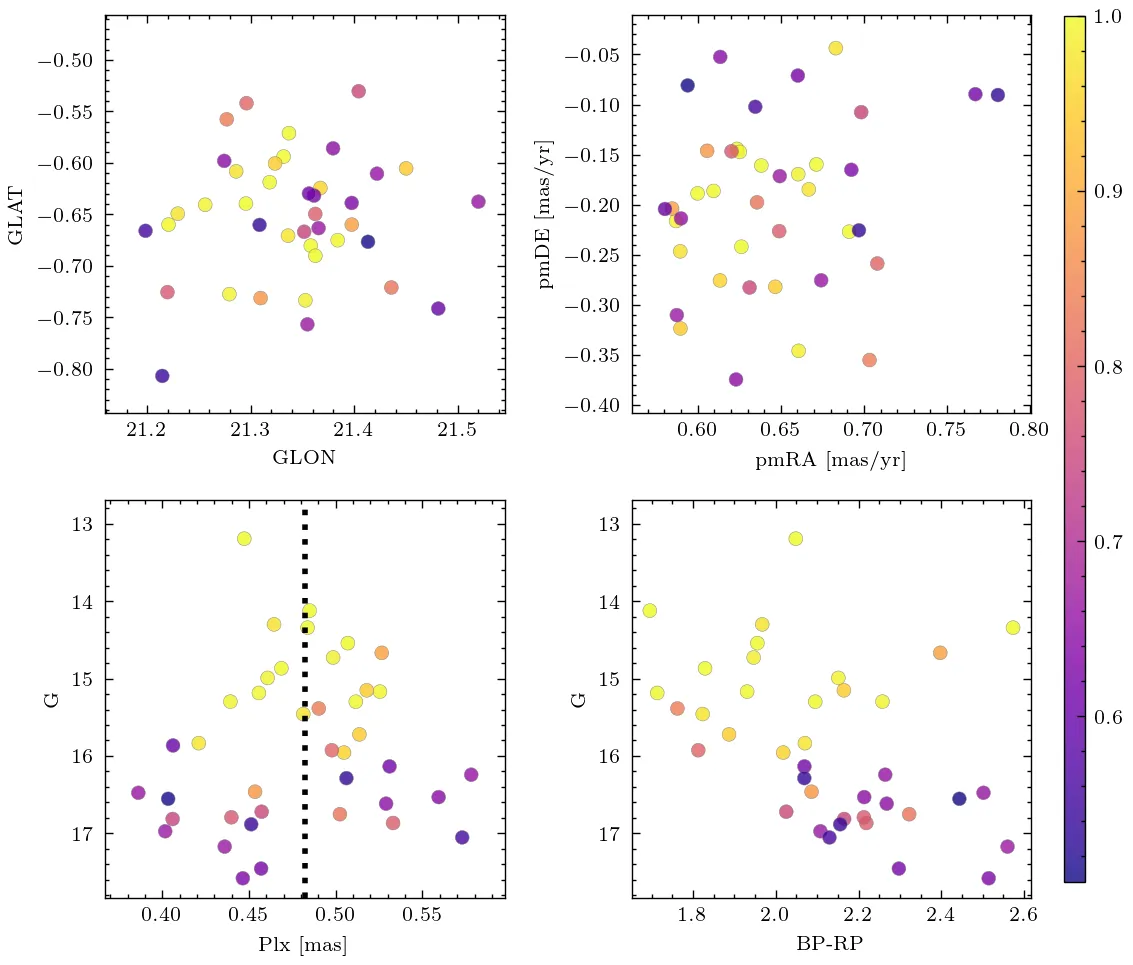 −0.50
−0.55
−0.60
−0.65
−0.70
−0.75
−0.80
GLAT
21.2 21.3 21.4 21.5
GLON
−0.05
−0.10
−0.15
−0.20
−0.25
−0.30
−0.35
−0.40
pmDE [mas/yr]
0.60 0.65 0.70 0.75 0.80
pmRA [mas/yr]
1.0
0.9
0.8
0.7
0.6
13
14
15
16
17
G
0.40 0.45 0.50 0.55
Plx [mas]
13
14
15
16
17
G
1.8 2.0 2.2 2.4 2.6
BP-RP